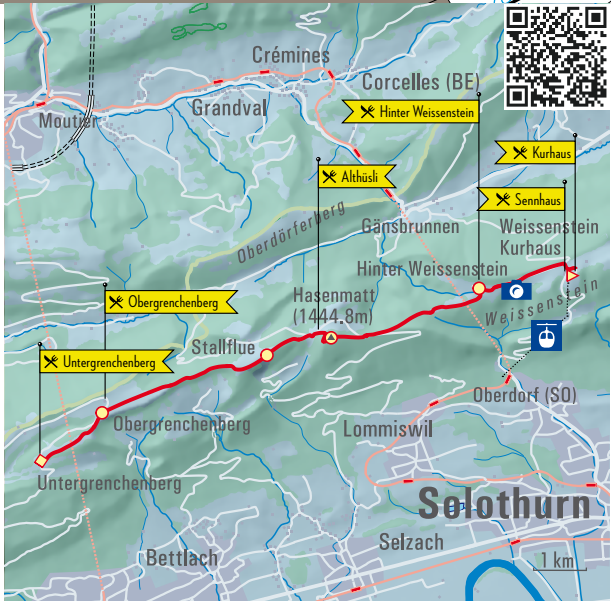 Crémines
Corcelles (BE)
Grandval
Moutier
Hinter Weissenstein
Kurhaus
Althüsli
Sennhaus
Gänsbrunnen
Weissenstein
Kurhaus
Oberdörferberg
Hinter Weissenstein
Obergrenchenberg
Hasenmatt
(1444.8m)
Weissenstein
Stallflue
Untergrenchenberg
Oberdorf (SO)
Obergrenchenberg
Lommiswil
Untergrenchenberg
Solothurn
Selzach
Bettlach
1 km